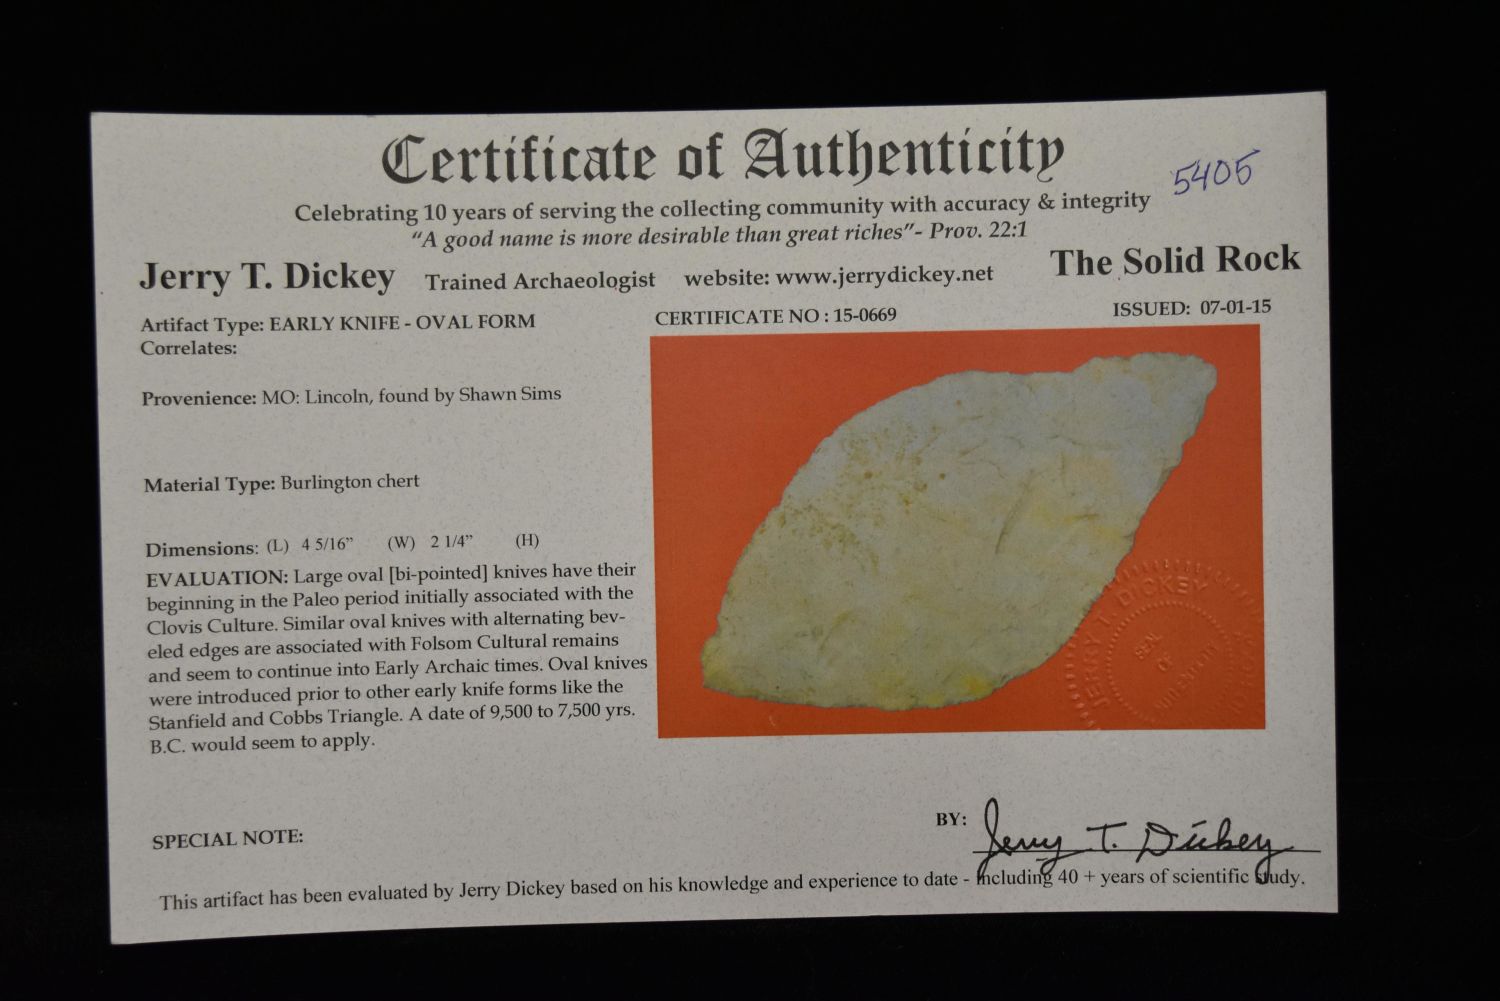 Certificate of Authenticity
5405
Celebrating 10 years of serving the collecting community with accuracy & integrity
"A good name is more desirable than great riches"- Prov. 22:1
Jerry T. Dickey Trained Archaeologist website: www.jerrydickey.net The Solid Rock
Artifact Type: EARLY KNIFE - OVAL FORM
Correlates:
CERTIFICATE NO : 15-0669
ISSUED: 07-01-15
Provenience: MO: Lincoln, found by Shawn Sims
Material Type: Burlington chert
Dimensions: (L) 4 5/16" (W) 2 1/4" (H)
EVALUATION: Large oval [bi-pointed] knives have their
beginning in the Paleo period initially associated with the
Clovis Culture. Similar oval knives with alternating bev-
eled edges are associated with Folsom Cultural remains
and seem to continue into Early Archaic times. Oval knives
were introduced prior to other early knife forms like the
Stanfield and Cobbs Triangle. A date of 9,500 to 7,500 yrs.
B.C. would seem to apply.
JERRY T. DICKEY
SEAL
OF
SPECIAL NOTE:
BY: Jerry T. Dickey
This artifact has been evaluated by Jerry Dickey based on his knowledge and experience to date - including 40 + years of scientific study.